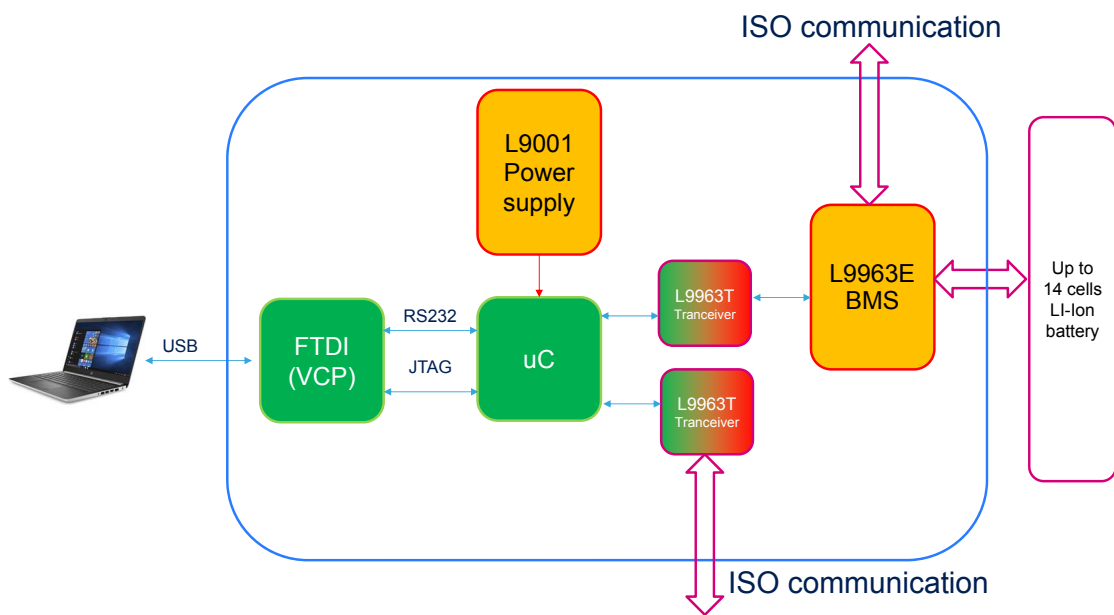 ISO communication
L9001
Power
supply
L9963E
BMS
Up to
14 cells
LI-Ion
battery
L9963T
Tranceiver
RS232
USB
FTDI
(VCP)
uC
JTAG
L9963T
Tranceiver
ISO communication